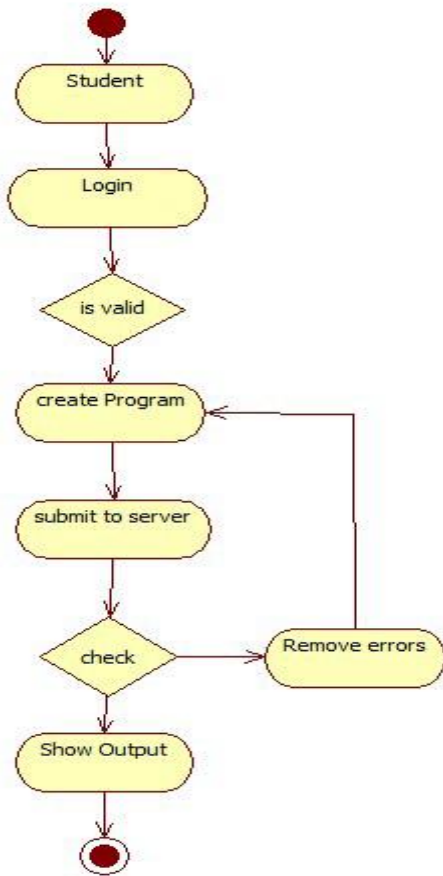 Student
Login
is valid
create Program
submit to server
check
Remove errors
Show Output